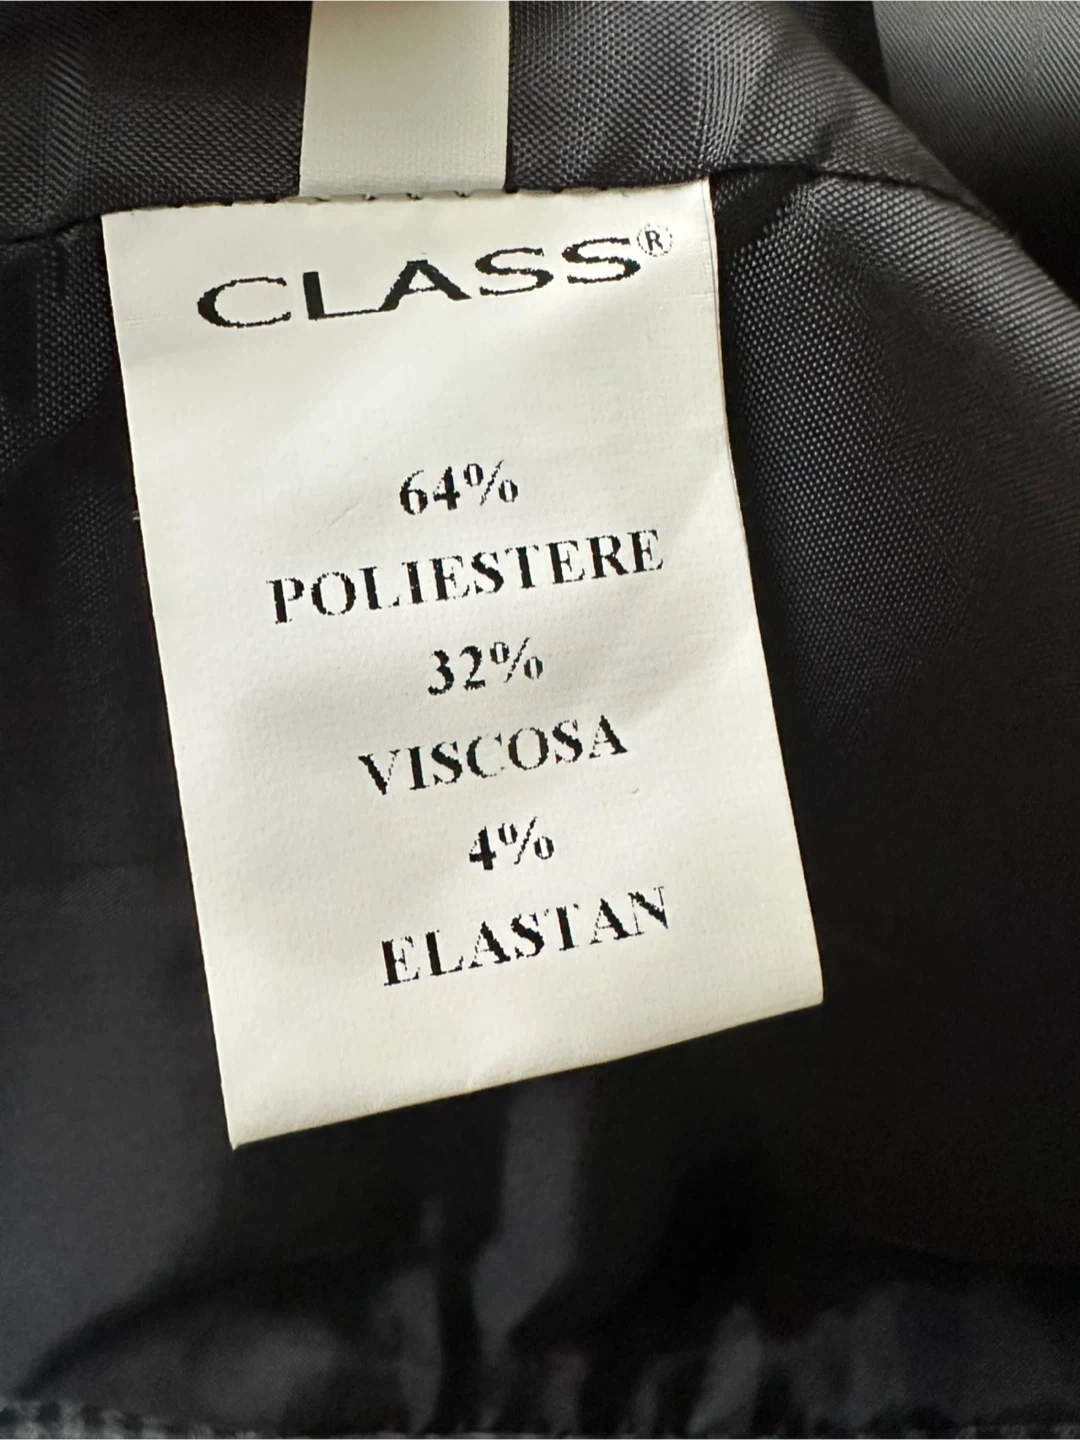 CLASS®
64%
POLIESTERE
32%
VISCOSA
4%
ELASTAN